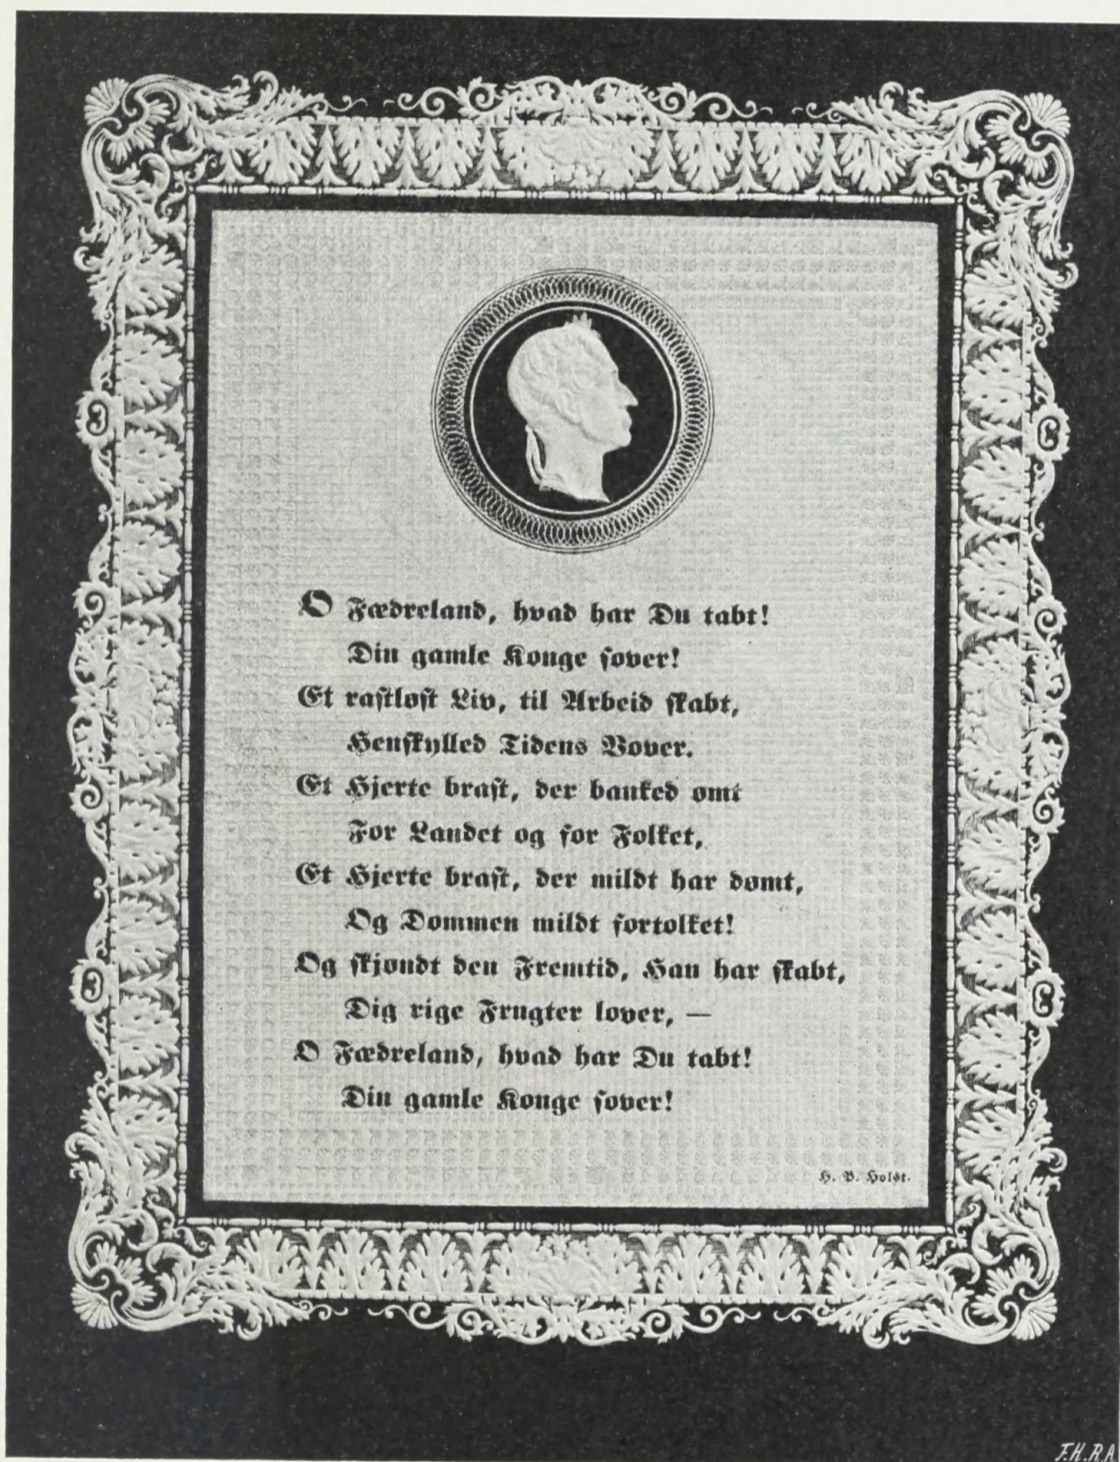 O Fædreland, hvad har Du tabt!
Din gamle Konge sover!
Et rastløst Liv, til Arbeid skabt,
Henskylled Tidens Vover.
Et Hjerte brast, der banked ømt
For Landet og for Folket,
Et Hjerte brast, der mildt har dømt,
Og Dommen mildt fortolket!
Og skjøndt den Fremtid, Han har skabt,
Dig rige Frugter lover, —
O Fædreland, hvad har Du tabt!
Din gamle Konge sover!
H. P. Holst.
F.H.R.A